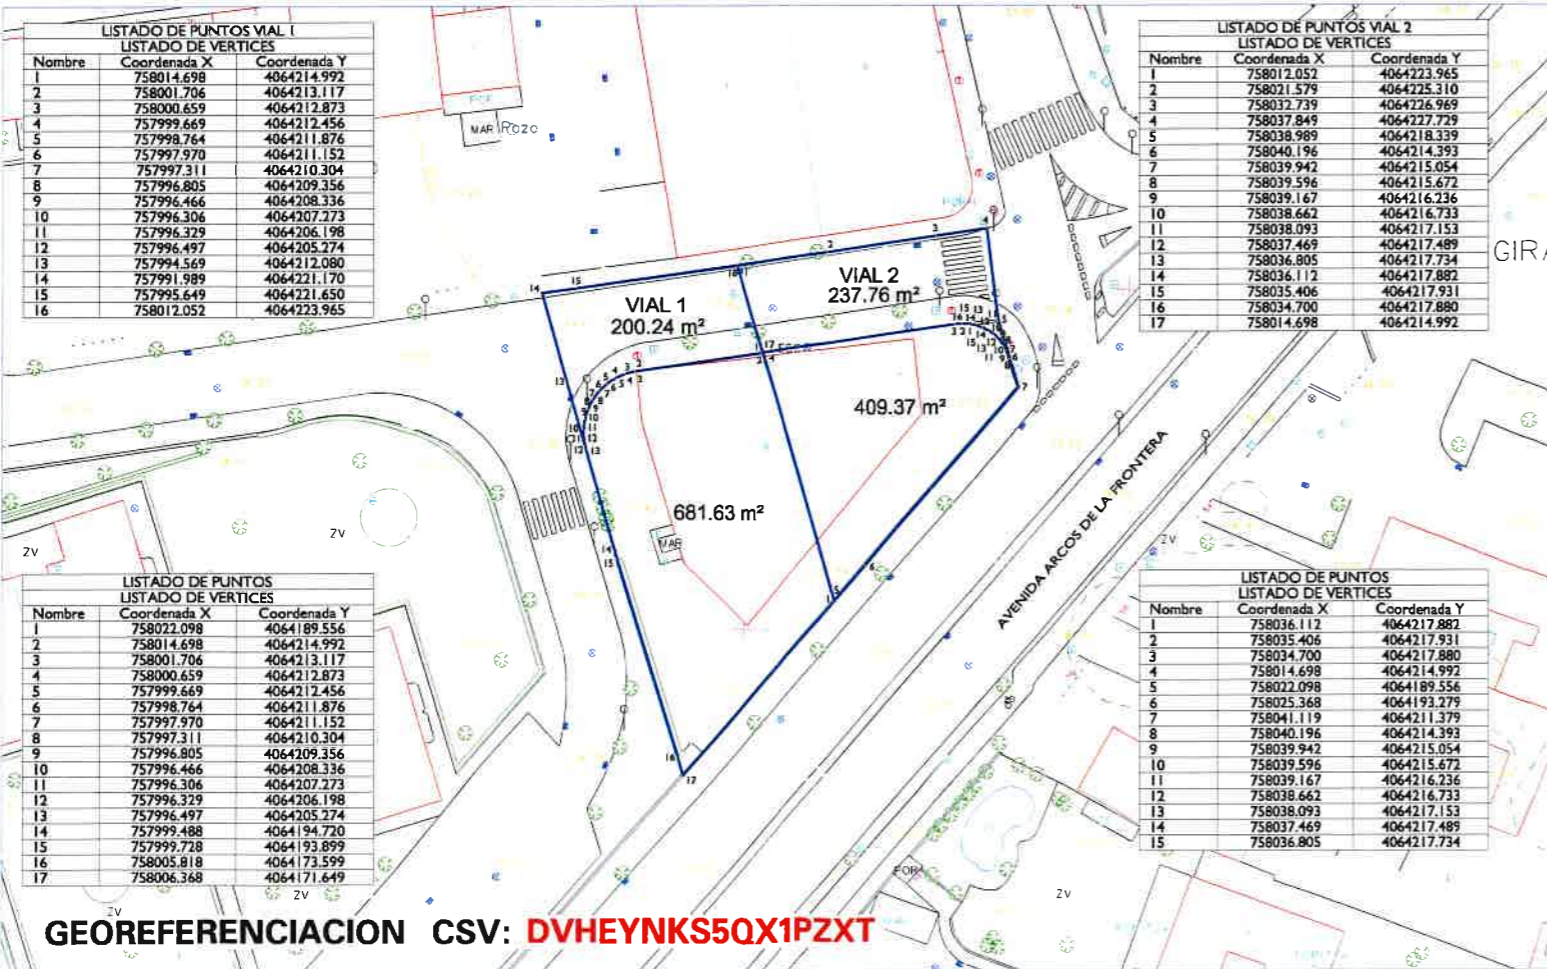 LISTADO DE PUNTOS VIAL 1
LISTADO DE VERTICES
Nombre Coordenada X Coordenada Y
1 758014.698 4064214.992
2 758001.706 4064213.117
3 758000.659 4064212.873
4 757999.669 4064212.456
5 757998.764 4064211.876
6 757997.970 4064211.152
7 757997.311 4064210.304
8 757996.805 4064209.356
9 757996.466 4064208.336
10 757996.306 4064207.273
11 757996.329 4064206.198
12 757996.497 4064205.274
13 757994.569 4064212.080
14 757991.989 4064221.170
15 757995.649 4064221.650
16 758012.052 4064223.965
LISTADO DE PUNTOS VIAL 2
LISTADO DE VERTICES
Nombre Coordenada X Coordenada Y
1 758012.052 4064223.965
2 758021.579 4064225.310
3 758032.739 4064226.969
4 758037.849 4064227.729
5 758038.989 4064218.339
6 758040.196 4064214.393
7 758039.942 4064215.054
8 758039.596 4064215.672
9 758039.167 4064216.236
10 758038.662 4064216.733
11 758038.093 4064217.153
12 758037.469 4064217.489
13 758036.805 4064217.734
14 758036.112 4064217.882
15 758035.406 4064217.931
16 758034.700 4064217.880
17 758014.698 4064214.992
MAR Rozo
GIRA
VIAL 1
200.24 m²
VIAL 2
237.76 m²
409.37 m²
681.63 m²
MAR
AVENIDA ARCOS DE LA FRONTERA
ZV
ZV
ZV
LISTADO DE PUNTOS
LISTADO DE VERTICES
Nombre Coordenada X Coordenada Y
1 758022.098 4064189.556
2 758014.698 4064214.992
3 758001.706 4064213.117
4 758000.659 4064212.873
5 757999.669 4064212.456
6 757998.764 4064211.876
7 757997.970 4064211.152
8 757997.311 4064210.304
9 757996.805 4064209.356
10 757996.466 4064208.336
11 757996.306 4064207.273
12 757996.329 4064206.198
13 757996.497 4064205.274
14 757999.488 4064194.720
15 757999.728 4064193.899
16 758005.818 4064173.599
17 758006.368 4064171.649
LISTADO DE PUNTOS
LISTADO DE VERTICES
Nombre Coordenada X Coordenada Y
1 758036.112 4064217.882
2 758035.406 4064217.931
3 758034.700 4064217.880
4 758014.698 4064214.992
5 758022.098 4064189.556
6 758025.368 4064193.279
7 758041.119 4064211.379
8 758040.196 4064214.393
9 758039.942 4064215.054
10 758039.596 4064215.672
11 758039.167 4064216.236
12 758038.662 4064216.733
13 758038.093 4064217.153
14 758037.469 4064217.489
15 758036.805 4064217.734
POR
ZV
ZV
ZV
ZV
GEOREFERENCIACION CSV: DVHEYNKS5QX1PZXT